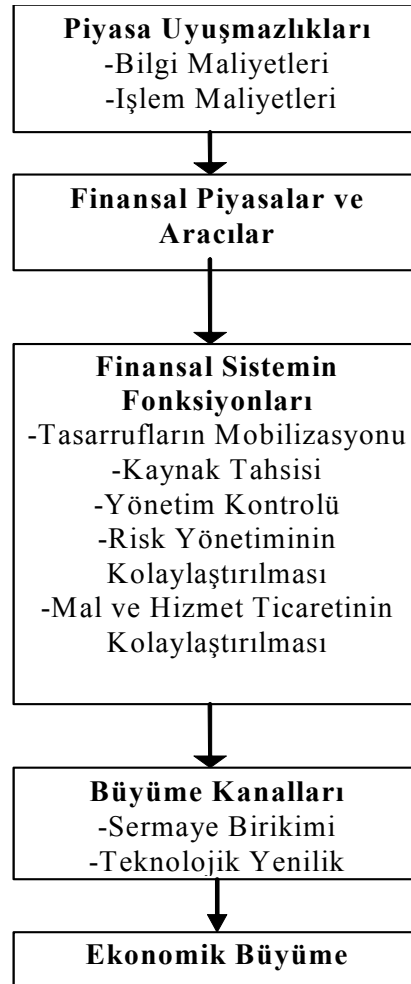 Piyasa Uyuşmazlıkları
-Bilgi Maliyetleri
-Işlem Maliyetleri
Finansal Piyasalar ve
Aracılar
Finansal Sistemin
Fonksiyonları
-Tasarrufların Mobilizasyonu
-Kaynak Tahsisi
-Yönetim Kontrolü
-Risk Yönetiminin
Kolaylaştırılması
-Mal ve Hizmet Ticaretinin
Kolaylaştırılması
Büyüme Kanalları
-Sermaye Birikimi
-Teknolojik Yenilik
Ekonomik Büyüme